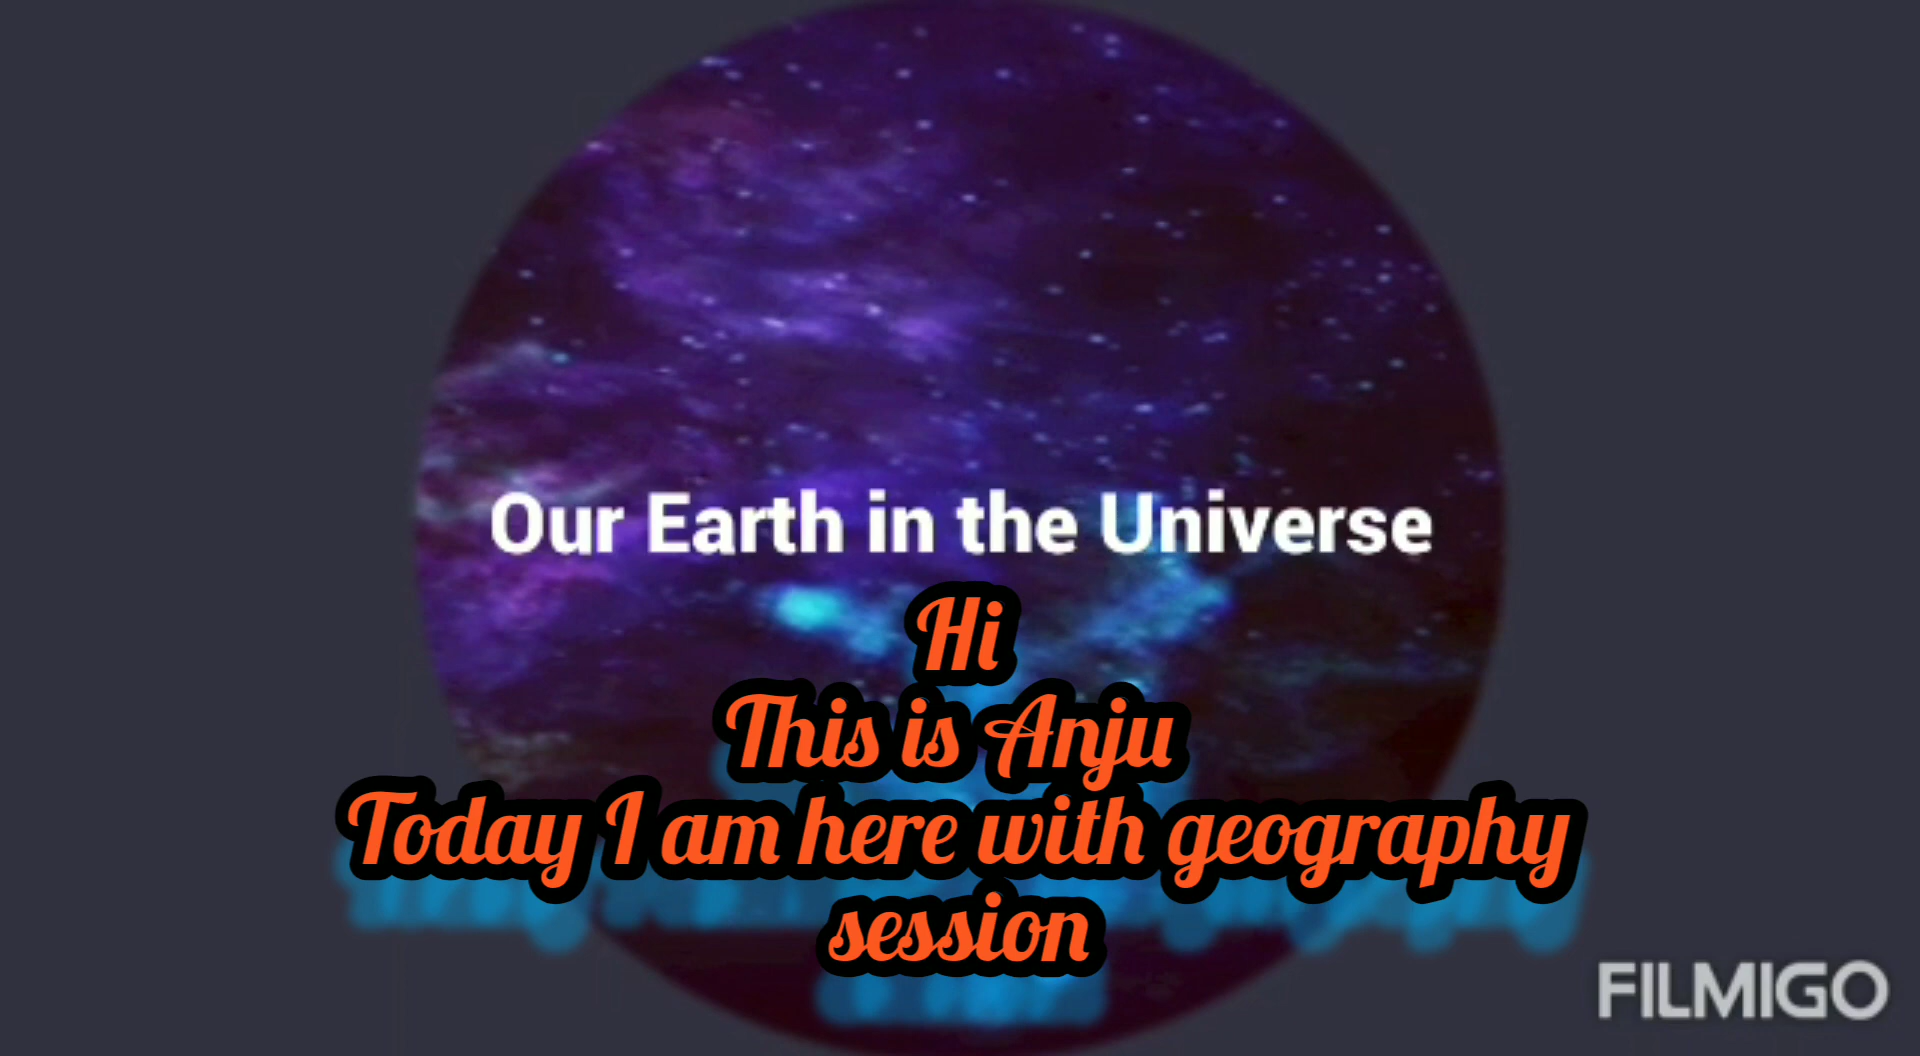 Our Earth in the Universe
Hi
This is Anju
Today I am here with geography
session
FILMIGO